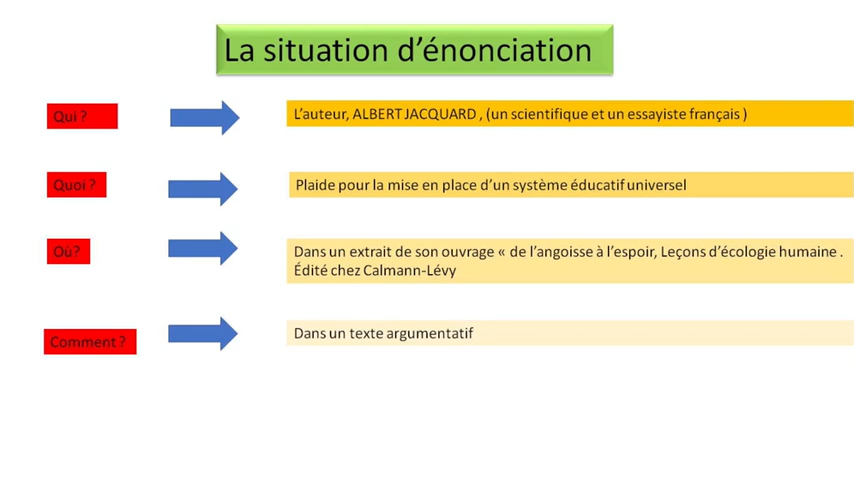 La situation d’énonciation
Qui ?
L’auteur, ALBERT JACQUARD , (un scientifique et un essayiste français )
Quoi ?
Plaide pour la mise en place d’un système éducatif universel
Où?
Dans un extrait de son ouvrage « de l’angoisse à l’espoir, Leçons d’écologie humaine .
Édité chez Calmann-Lévy
Comment ?
Dans un texte argumentatif